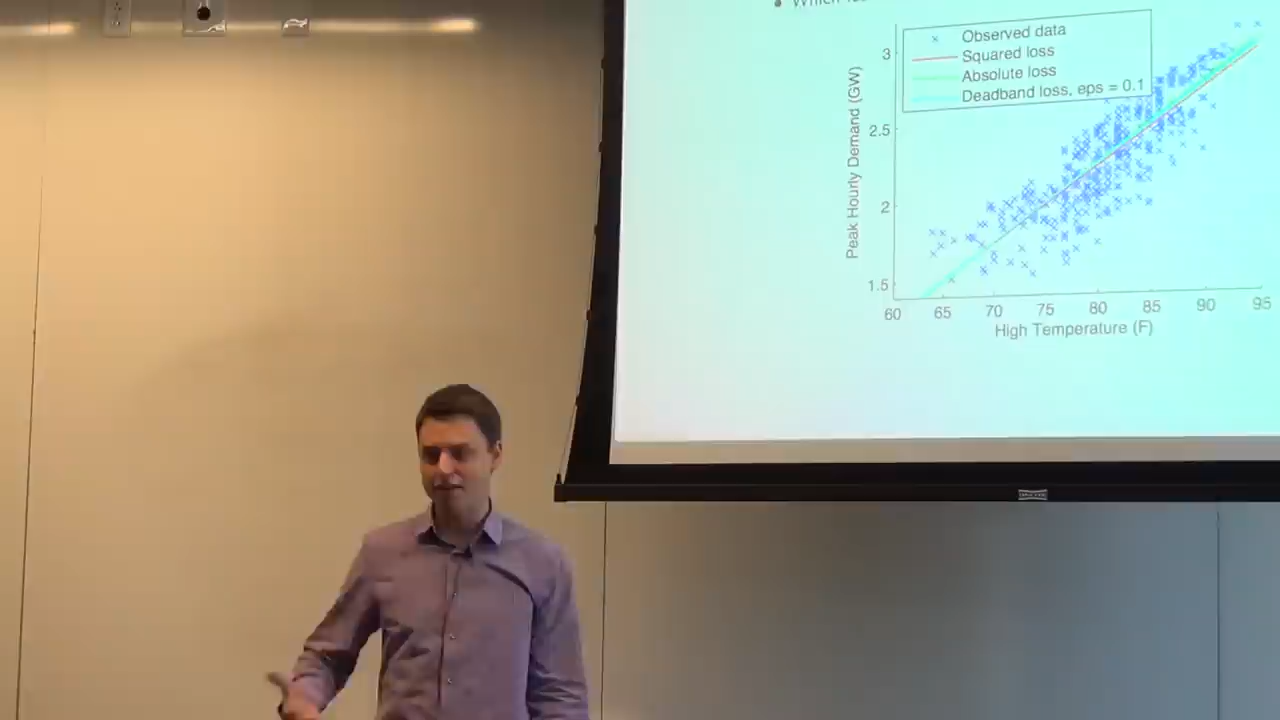 • Which
Observed data
Squared loss
Absolute loss
Deadband loss, eps = 0.1
Peak Hourly Demand (GW)
3
2.5
2
1.5
60 65 70 75 80 85 90 95
High Temperature (F)